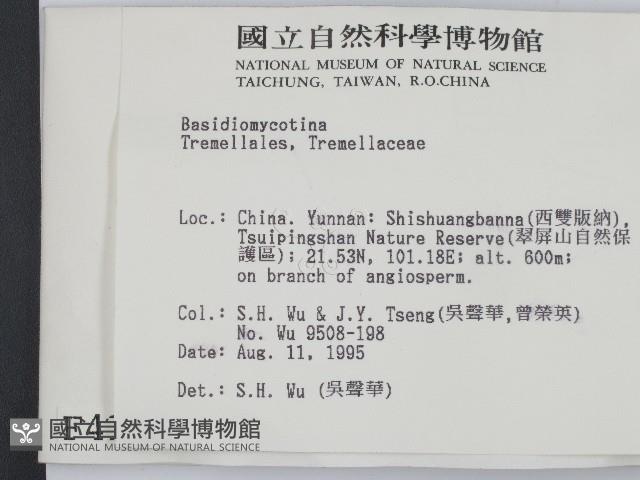 國立自然科學博物館
NATIONAL MUSEUM OF NATURAL SCIENCE
TAICHUNG, TAIWAN, R.O.CHINA
Basidiomycotina
Tremellales, Tremellaceae
Loc.: China. Yunnan: Shishuangbanna(西雙版納),
Tsuipingshan Nature Reserve(翠屏山自然保
護區); 21.53N, 101.18E; alt. 600m;
on branch of angiosperm.
Col.: S.H. Wu & J.Y. Tseng(吳聲華,曾榮英)
No. Wu 9508-198
Date: Aug. 11, 1995
Det.: S.H. Wu (吳聲華)
國立自然科學博物館
NATIONAL MUSEUM OF NATURAL SCIENCE